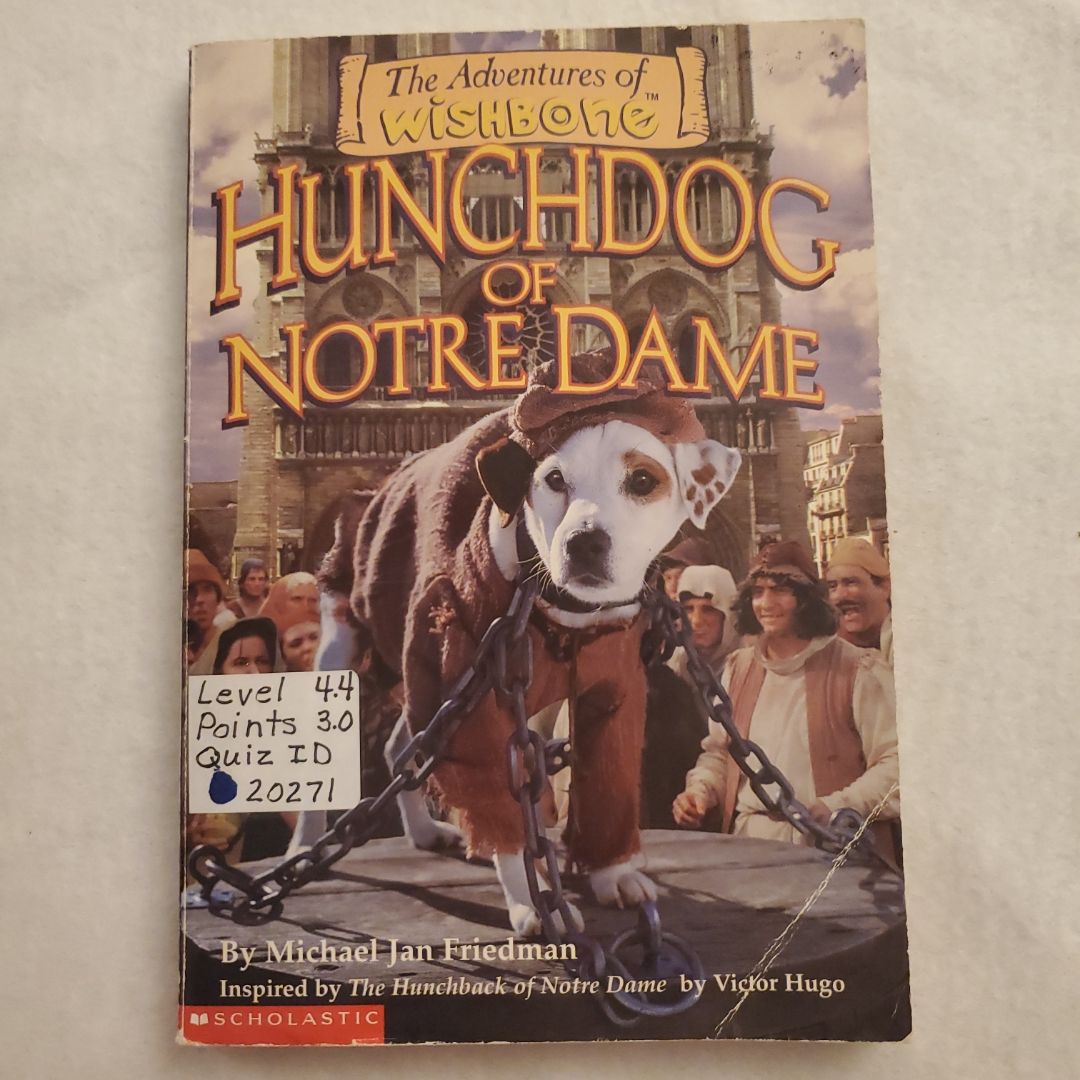 The Adventures of
WISHBONE™
HUNCHDOG
OF
NOTRE DAME
Level 4.4
Points 3.0
Quiz ID
20271
By Michael Jan Friedman
Inspired by The Hunchback of Notre Dame by Victor Hugo
SCHOLASTIC